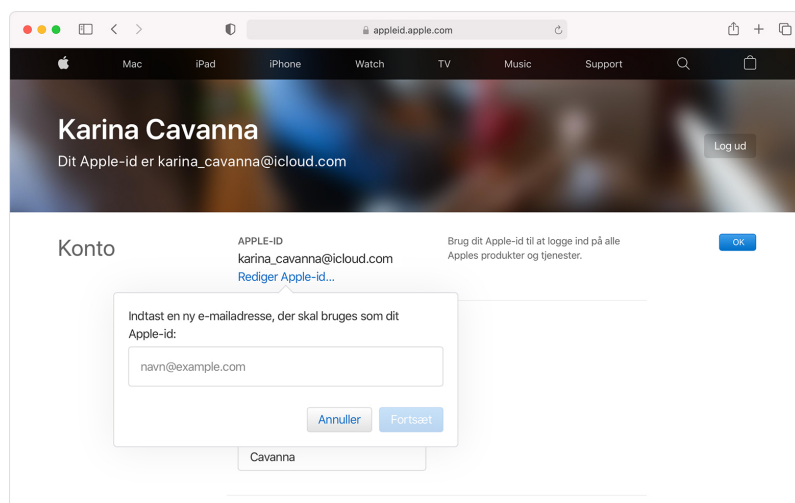 appleid.apple.com
Mac iPad iPhone Watch TV Music Support
Karina Cavanna
Dit Apple-id er karina_cavanna@icloud.com
Log ud
Konto
APPLE-ID
karina_cavanna@icloud.com
Rediger Apple-id...
Brug dit Apple-id til at logge ind på alle
Apples produkter og tjenester.
OK
Indtast en ny e-mailadresse, der skal bruges som dit
Apple-id:
navn@example.com
Annuller Fortsæt
Cavanna